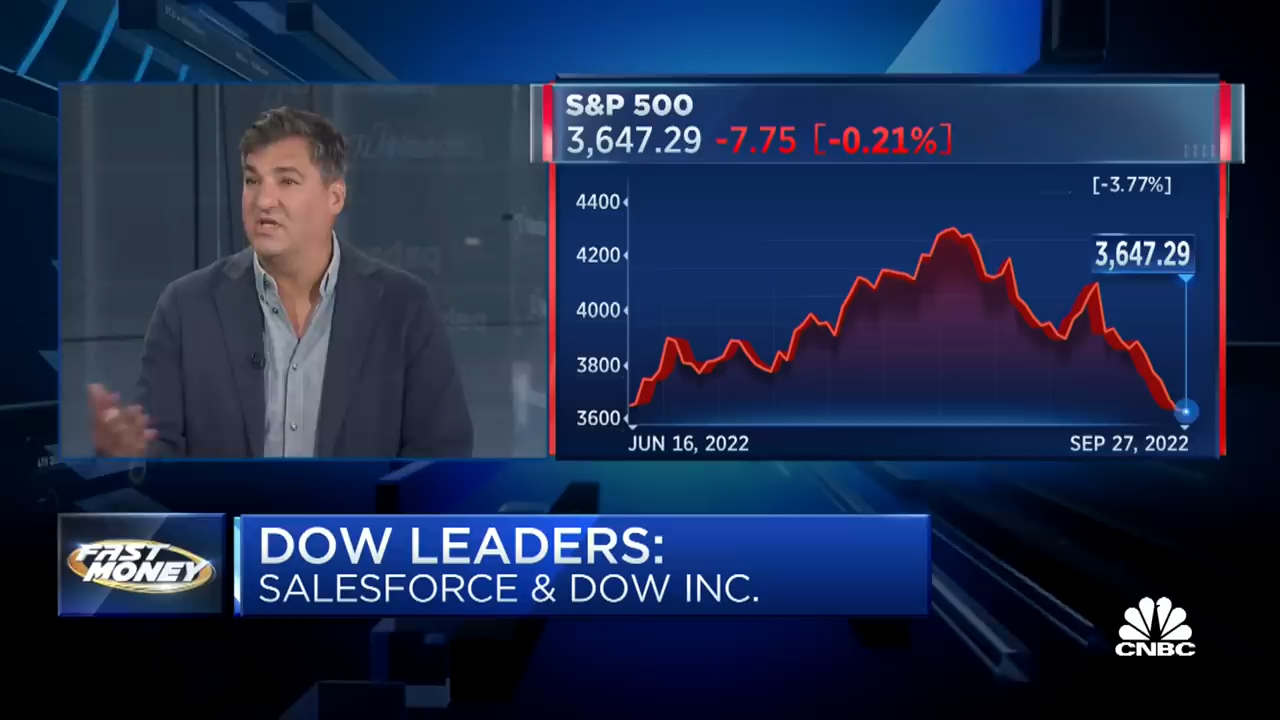 S&P 500
3,647.29 -7.75 [-0.21%]
[-3.77%]
3,647.29
4400
4200
4000
3800
3600
JUN 16, 2022
SEP 27, 2022
FAST
MONEY
DOW LEADERS:
SALESFORCE & DOW INC.
CNBC